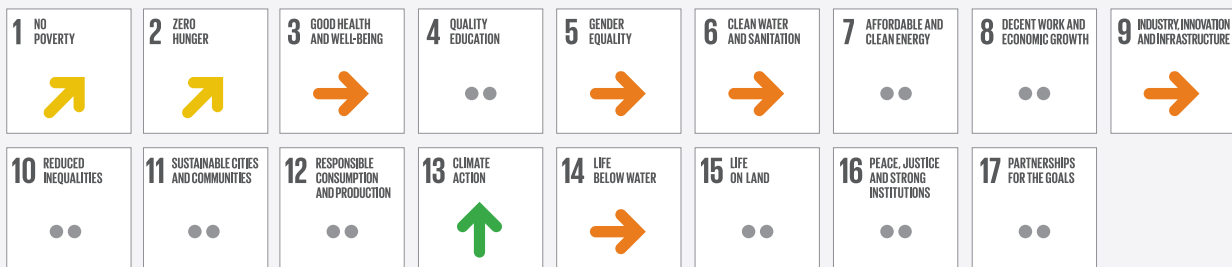 1 NO
POVERTY
2 ZERO
HUNGER
3 GOOD HEALTH
AND WELL-BEING
4 QUALITY
EDUCATION
5 GENDER
EQUALITY
6 CLEAN WATER
AND SANITATION
7 AFFORDABLE AND
CLEAN ENERGY
8 DECENT WORK AND
ECONOMIC GROWTH
9 INDUSTRY, INNOVATION
AND INFRASTRUCTURE
10 REDUCED
INEQUALITIES
11 SUSTAINABLE CITIES
AND COMMUNITIES
12 RESPONSIBLE
CONSUMPTION
AND PRODUCTION
13 CLIMATE
ACTION
14 LIFE
BELOW WATER
15 LIFE
ON LAND
16 PEACE, JUSTICE
AND STRONG
INSTITUTIONS
17 PARTNERSHIPS
FOR THE GOALS